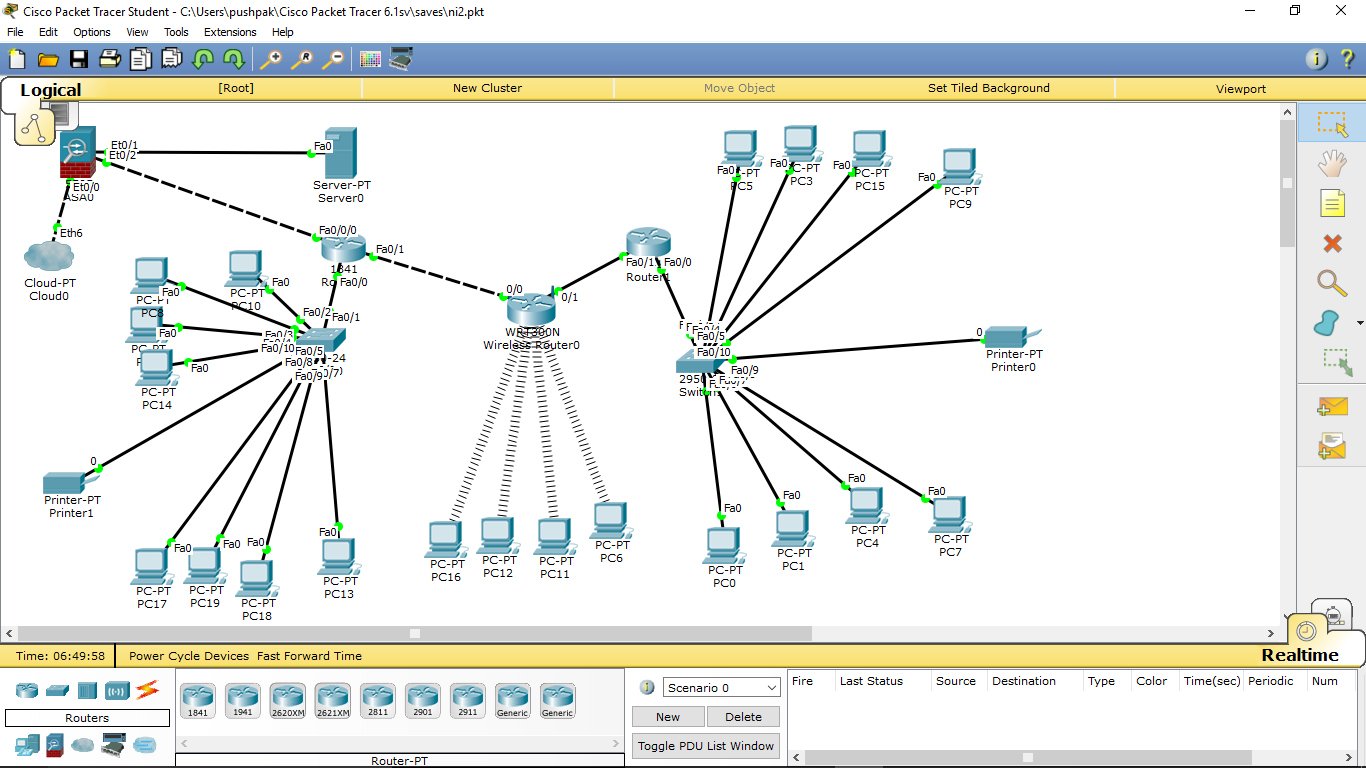 Cisco Packet Tracer Student - C:\Users\pushpak\Cisco Packet Tracer 6.1sv\saves\ni2.pkt
File Edit Options View Tools Extensions Help
Logical
[Root]
New Cluster
Move Object
Set Tiled Background
Viewport
Et0/1
Et0/2
Et0/0
ASA0
Fa0
Server-PT
Server0
Eth6
Cloud-PT
Cloud0
Fa0/0/0
Fa0/1
1841
Fa0/0
Fa0
PC8
Fa0
PC-PT
PC10
Fa0
Fa0
PC-PT
PC14
Fa0/2
Fa0/1
Fa0/3
Fa0/10
Fa0/5
Fa0/8
Fa0/9
-24
0
Printer-PT
Printer1
Fa0
PC-PT
PC17
Fa0
PC-PT
PC19
Fa0
PC-PT
PC18
Fa0
PC-PT
PC13
0/0
0/1
WRT300N
Wireless Router0
PC-PT
PC16
PC-PT
PC12
PC-PT
PC11
PC-PT
PC6
Fa0/1
Fa0/0
Router1
Fa0
PC5
Fa0
PC3
Fa0
PC-PT
PC15
Fa0
PC-PT
PC9
Fa0/5
Fa0/10
Fa0/9
0
Printer-PT
Printer0
Fa0
PC-PT
PC0
Fa0
PC-PT
PC1
Fa0
PC-PT
PC4
Fa0
PC-PT
PC7
Time: 06:49:58
Power Cycle Devices Fast Forward Time
Realtime
Routers
1841
1941
2620XM
2621XM
2811
2901
2911
Generic
Generic
Router-PT
Scenario 0
New
Delete
Toggle PDU List Window
Fire Last Status Source Destination Type Color Time(sec) Periodic Num